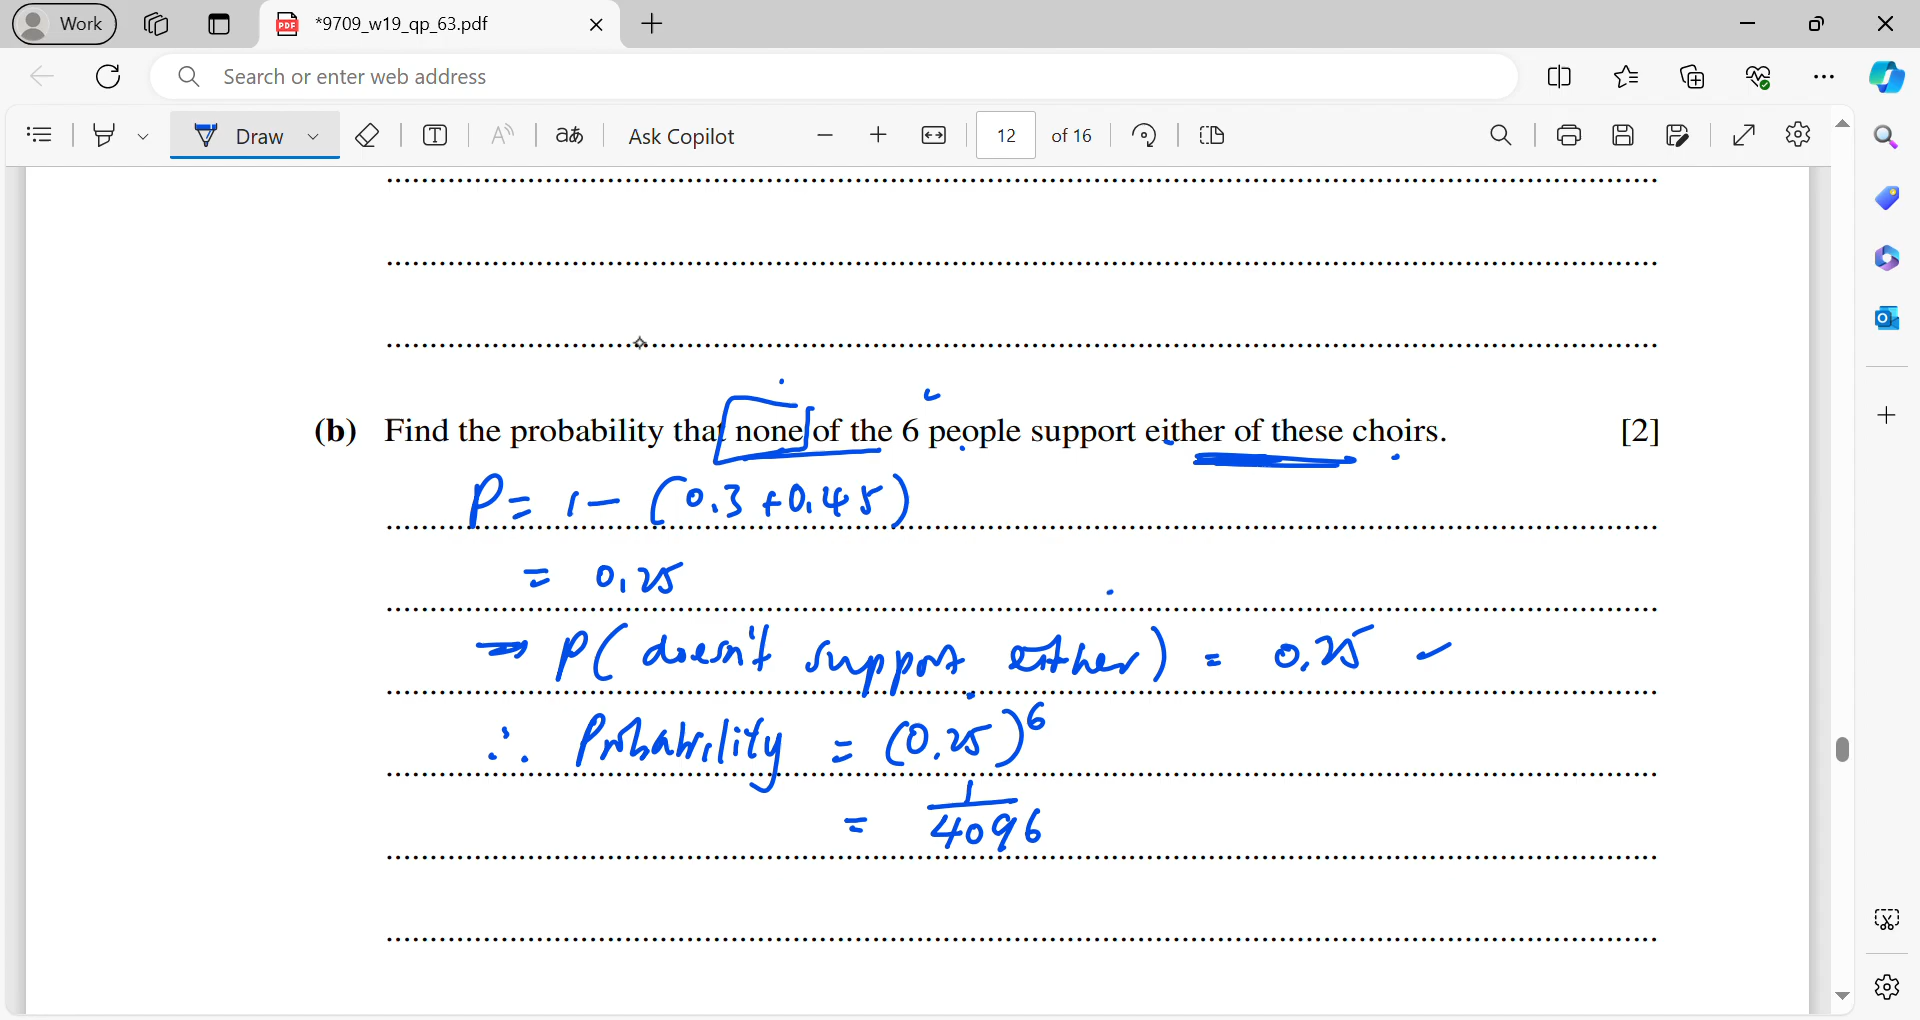 Work
*9709_w19_qp_63.pdf
Search or enter web address
Draw
Ask Copilot
12 of 16
(b) Find the probability that none of the 6 people support either of these choirs. [2]
P = 1 - (0.3 + 0.45)
= 0.25
⇒ P( doesn't support either) = 0.25
∴ Probability = (0.25)^6
= 1/4096